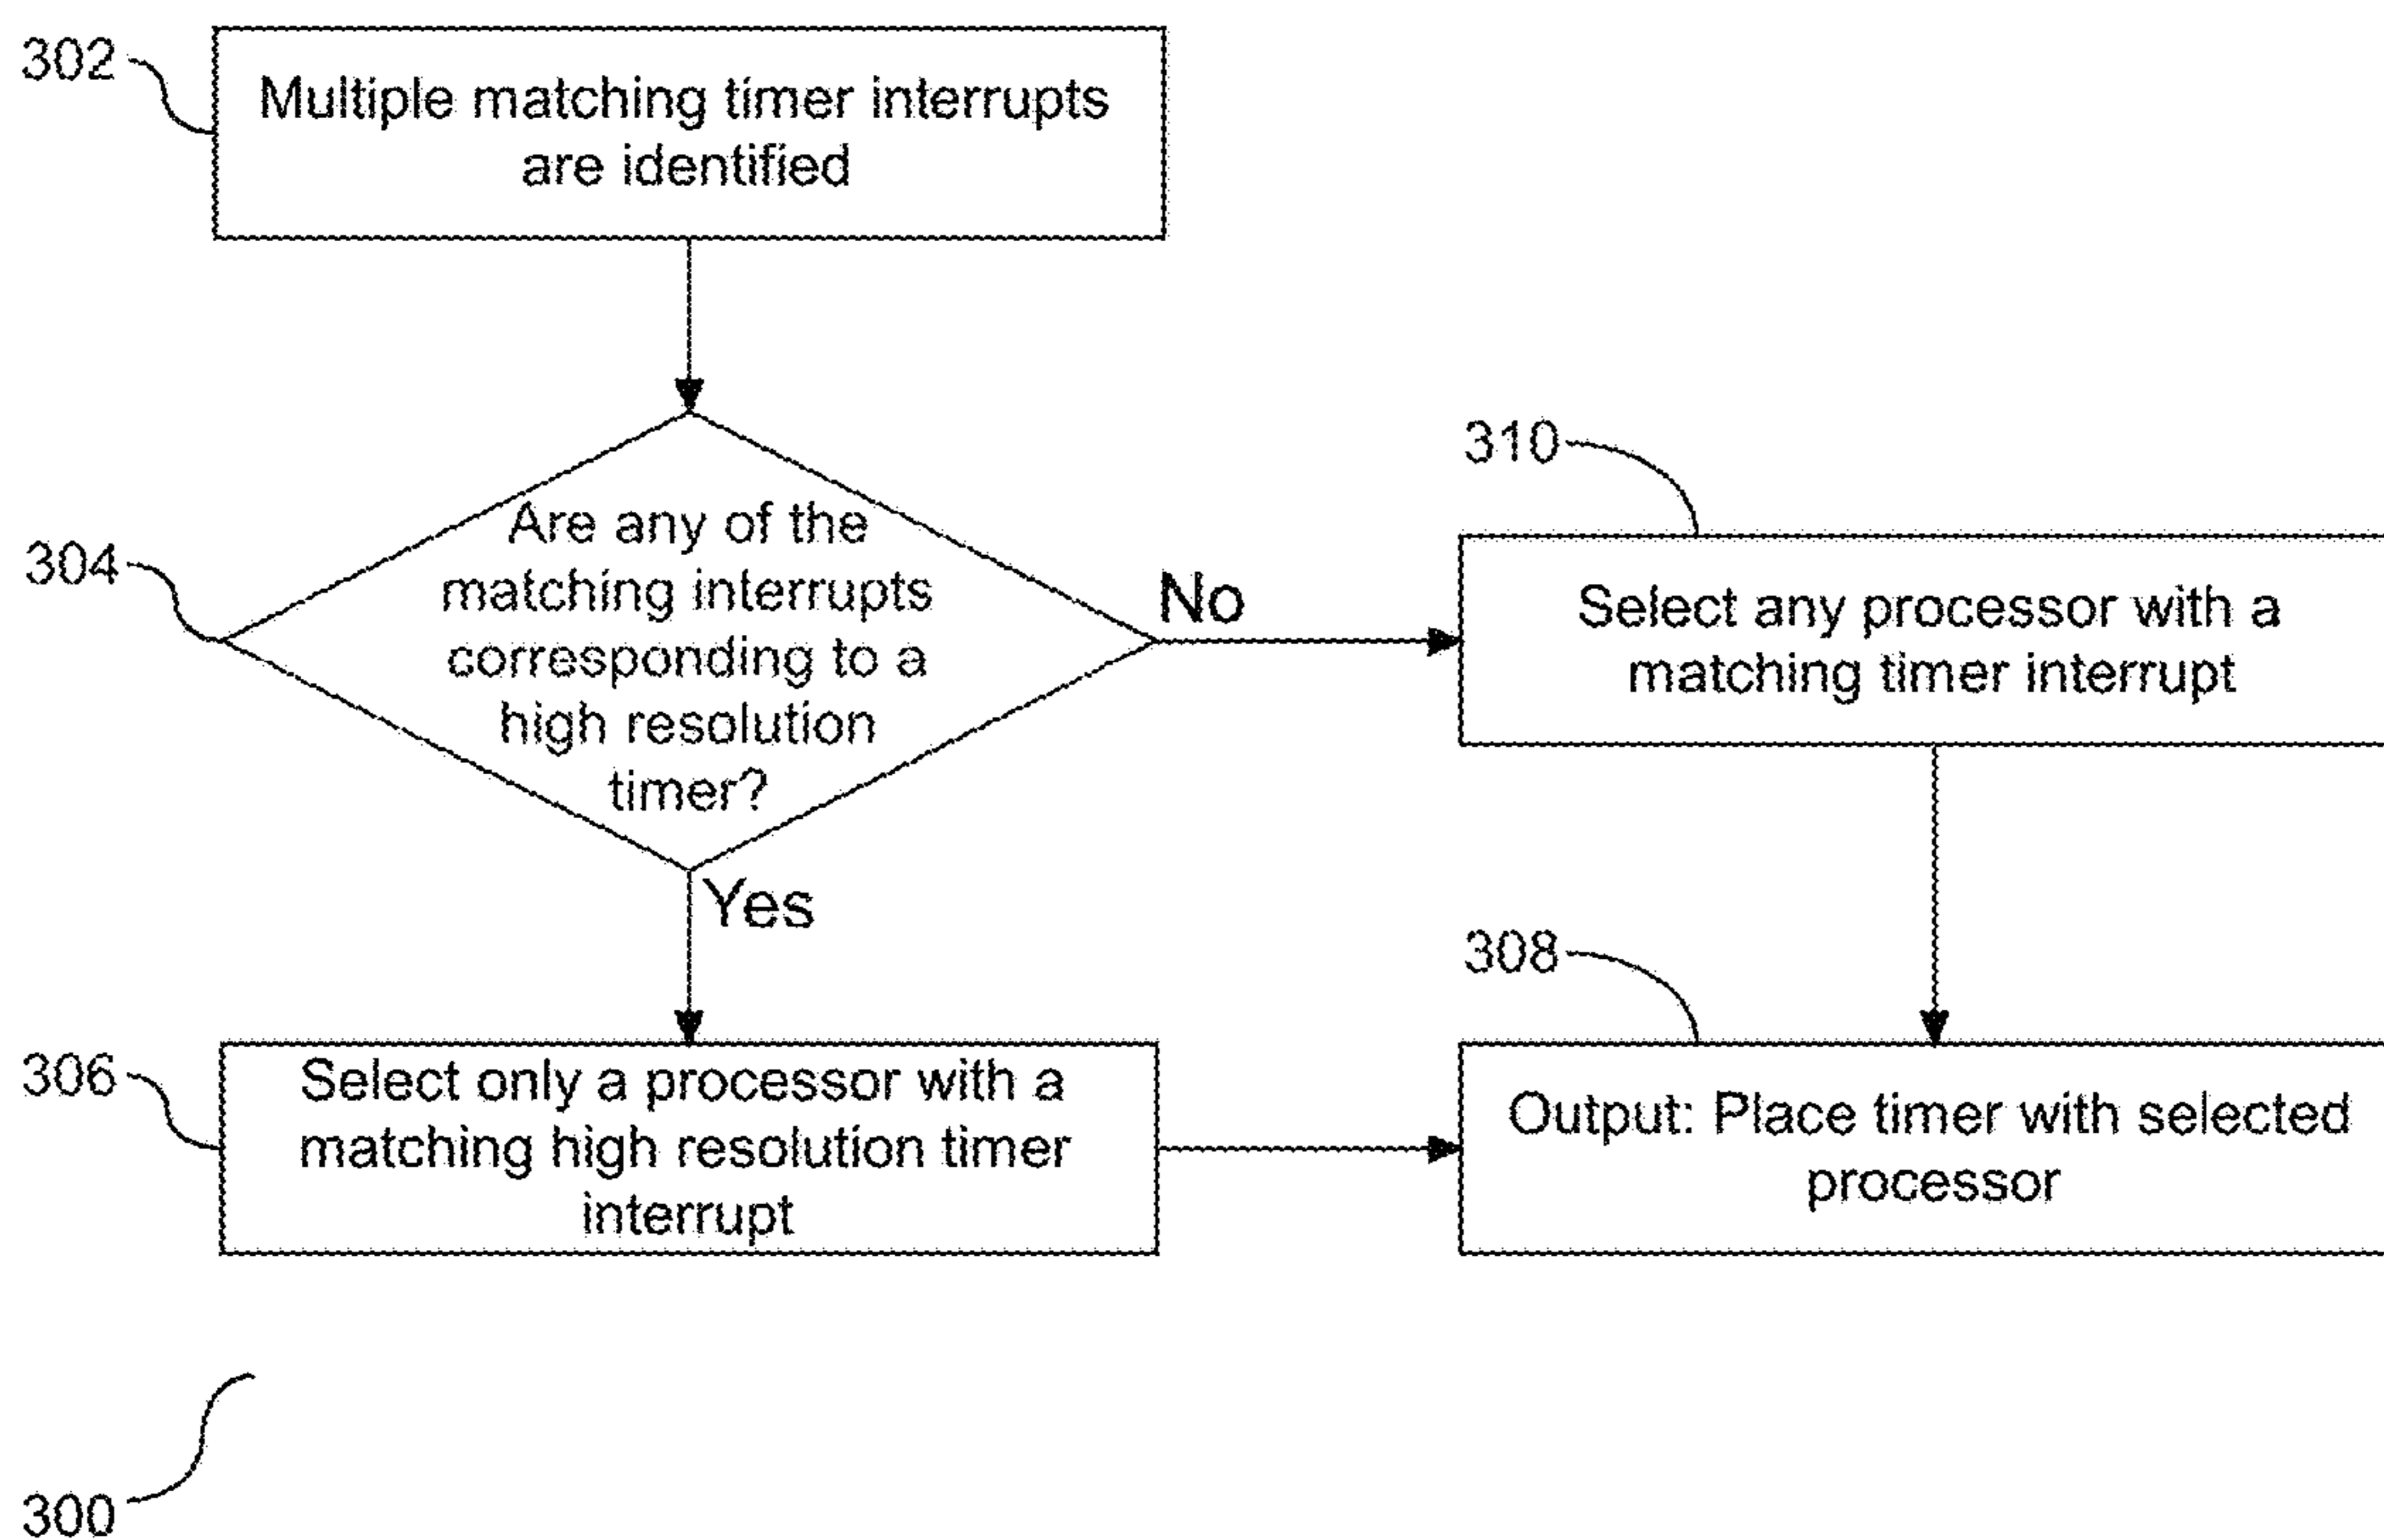 302
Multiple matching timer interrupts
are identified
304
Are any of the
matching interrupts
corresponding to a
high resolution
timer?
No
310
Select any processor with a
matching timer interrupt
Yes
306
Select only a processor with a
matching high resolution timer
interrupt
308
Output: Place timer with selected
processor
300